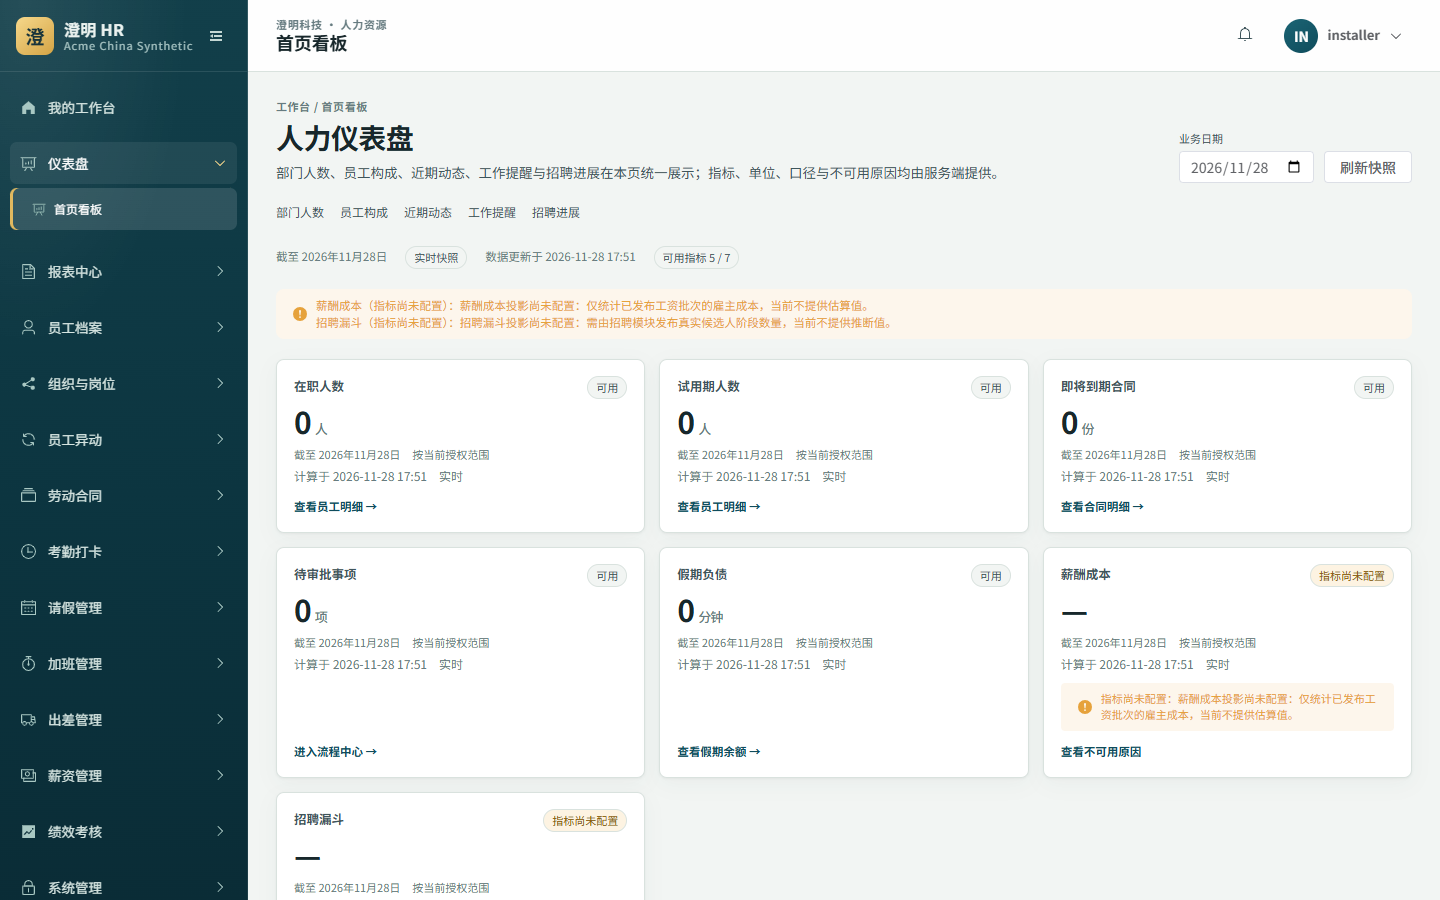 澄
澄明 HR
Acme China Synthetic
我的工作台
仪表盘
首页看板
报表中心
员工档案
组织与岗位
员工异动
劳动合同
考勤打卡
请假管理
加班管理
出差管理
薪资管理
绩效考核
系统管理
澄明科技 · 人力资源
首页看板
IN installer
工作台 / 首页看板
人力仪表盘
部门人数、员工构成、近期动态、工作提醒与招聘进展在本页统一展示；指标、单位、口径与不可用原因均由服务端提供。
业务日期
2026/11/28
刷新快照
部门人数 员工构成 近期动态 工作提醒 招聘进展
截至 2026年11月28日 实时快照 数据更新于 2026-11-28 17:51 可用指标 5 / 7
薪酬成本（指标尚未配置）：薪酬成本投影尚未配置：仅统计已发布工资批次的雇主成本，当前不提供估算值。
招聘漏斗（指标尚未配置）：招聘漏斗投影尚未配置：需由招聘模块发布真实候选人阶段数量，当前不提供推断值。
在职人数 可用
0 人
截至 2026年11月28日 按当前授权范围
计算于 2026-11-28 17:51 实时
查看员工明细 →
试用期人数 可用
0 人
截至 2026年11月28日 按当前授权范围
计算于 2026-11-28 17:51 实时
查看员工明细 →
即将到期合同 可用
0 份
截至 2026年11月28日 按当前授权范围
计算于 2026-11-28 17:51 实时
查看合同明细 →
待审批事项 可用
0 项
截至 2026年11月28日 按当前授权范围
计算于 2026-11-28 17:51 实时
进入流程中心 →
假期负债 可用
0 分钟
截至 2026年11月28日 按当前授权范围
计算于 2026-11-28 17:51 实时
查看假期余额 →
薪酬成本 指标尚未配置
—
截至 2026年11月28日 按当前授权范围
计算于 2026-11-28 17:51 实时
指标尚未配置：薪酬成本投影尚未配置：仅统计已发布工
资批次的雇主成本，当前不提供估算值。
查看不可用原因
招聘漏斗 指标尚未配置
—
截至 2026年11月28日 按当前授权范围